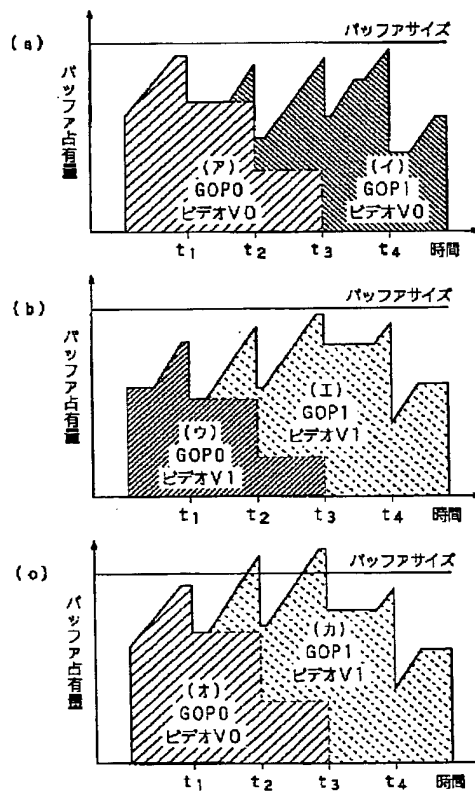 (a)
バッファサイズ
バッファ占有量
(ア)
GOP0
ビデオV0
(イ)
GOP1
ビデオV0
t1 t2 t3 t4 時間
(b)
バッファサイズ
バッファ占有量
(ウ)
GOP0
ビデオV1
(エ)
GOP1
ビデオV1
t1 t2 t3 t4 時間
(c)
バッファサイズ
バッファ占有量
(オ)
GOP0
ビデオV0
(カ)
GOP1
ビデオV1
t1 t2 t3 t4 時間